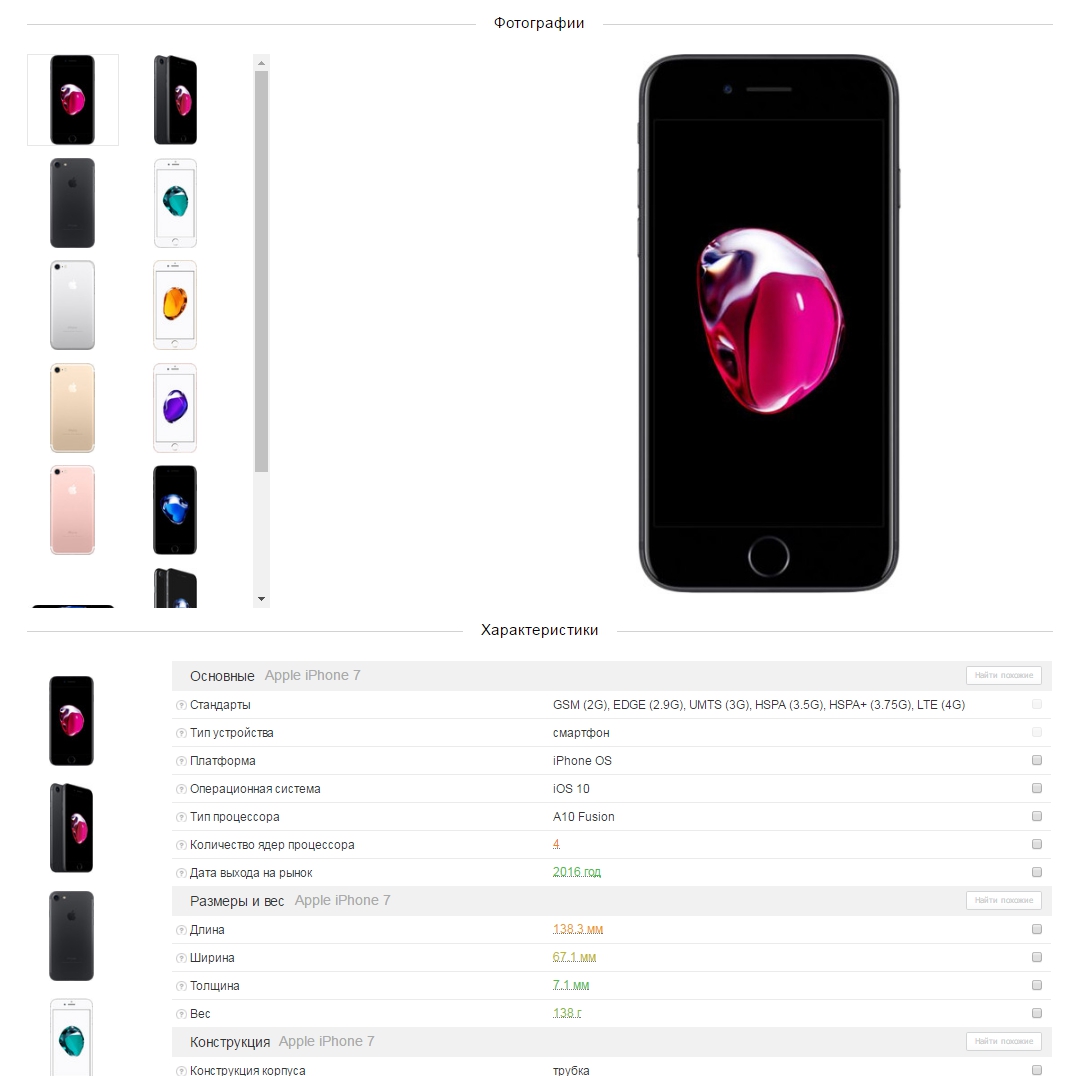 Фотографии
Характеристики
Основные Apple iPhone 7 Найти похожие
Стандарты GSM (2G), EDGE (2.9G), UMTS (3G), HSPA (3.5G), HSPA+ (3.75G), LTE (4G)
Тип устройства смартфон
Платформа iPhone OS
Операционная система iOS 10
Тип процессора A10 Fusion
Количество ядер процессора 4
Дата выхода на рынок 2016 год
Размеры и вес Apple iPhone 7 Найти похожие
Длина 138.3 мм
Ширина 67.1 мм
Толщина 7.1 мм
Вес 138 г
Конструкция Apple iPhone 7 Найти похожие
Конструкция корпуса трубка